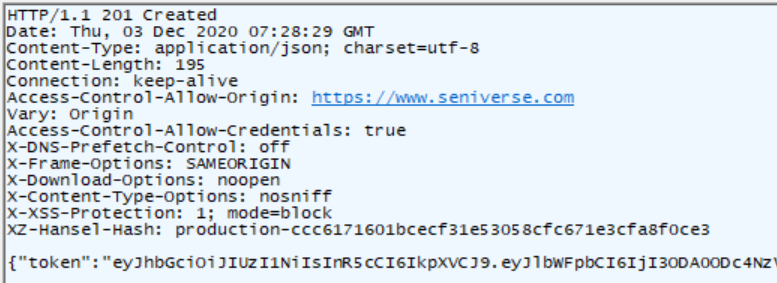 HTTP/1.1 201 Created
Date: Thu, 03 Dec 2020 07:28:29 GMT
Content-Type: application/json; charset=utf-8
Content-Length: 195
Connection: keep-alive
Access-Control-Allow-Origin: https://www.seniverse.com
Vary: Origin
Access-Control-Allow-Credentials: true
X-DNS-Prefetch-Control: off
X-Frame-Options: SAMEORIGIN
X-Download-Options: noopen
X-Content-Type-Options: nosniff
X-XSS-Protection: 1; mode=block
XZ-Hansel-Hash: production-ccc6171601bcecf31e53058cfc671e3cfa8f0ce3
{"token":"eyJhbGciOiJIUzI1NiIsInR5cCI6IkpXVCJ9.eyJlbWFpbCI6IjI3ODA0ODc4Nz